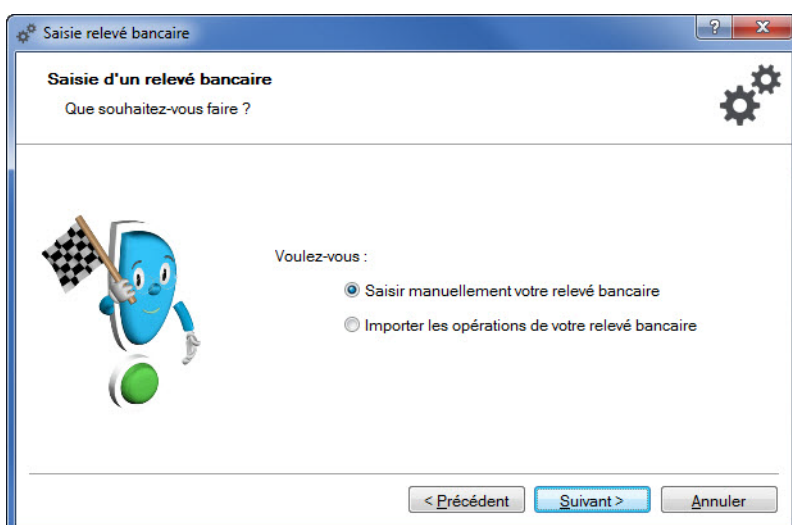 Saisie relevé bancaire
?
X
Saisie d'un relevé bancaire
Que souhaitez-vous faire ?
Voulez-vous :
Saisir manuellement votre relevé bancaire
Importer les opérations de votre relevé bancaire
< Précédent
Suivant >
Annuler